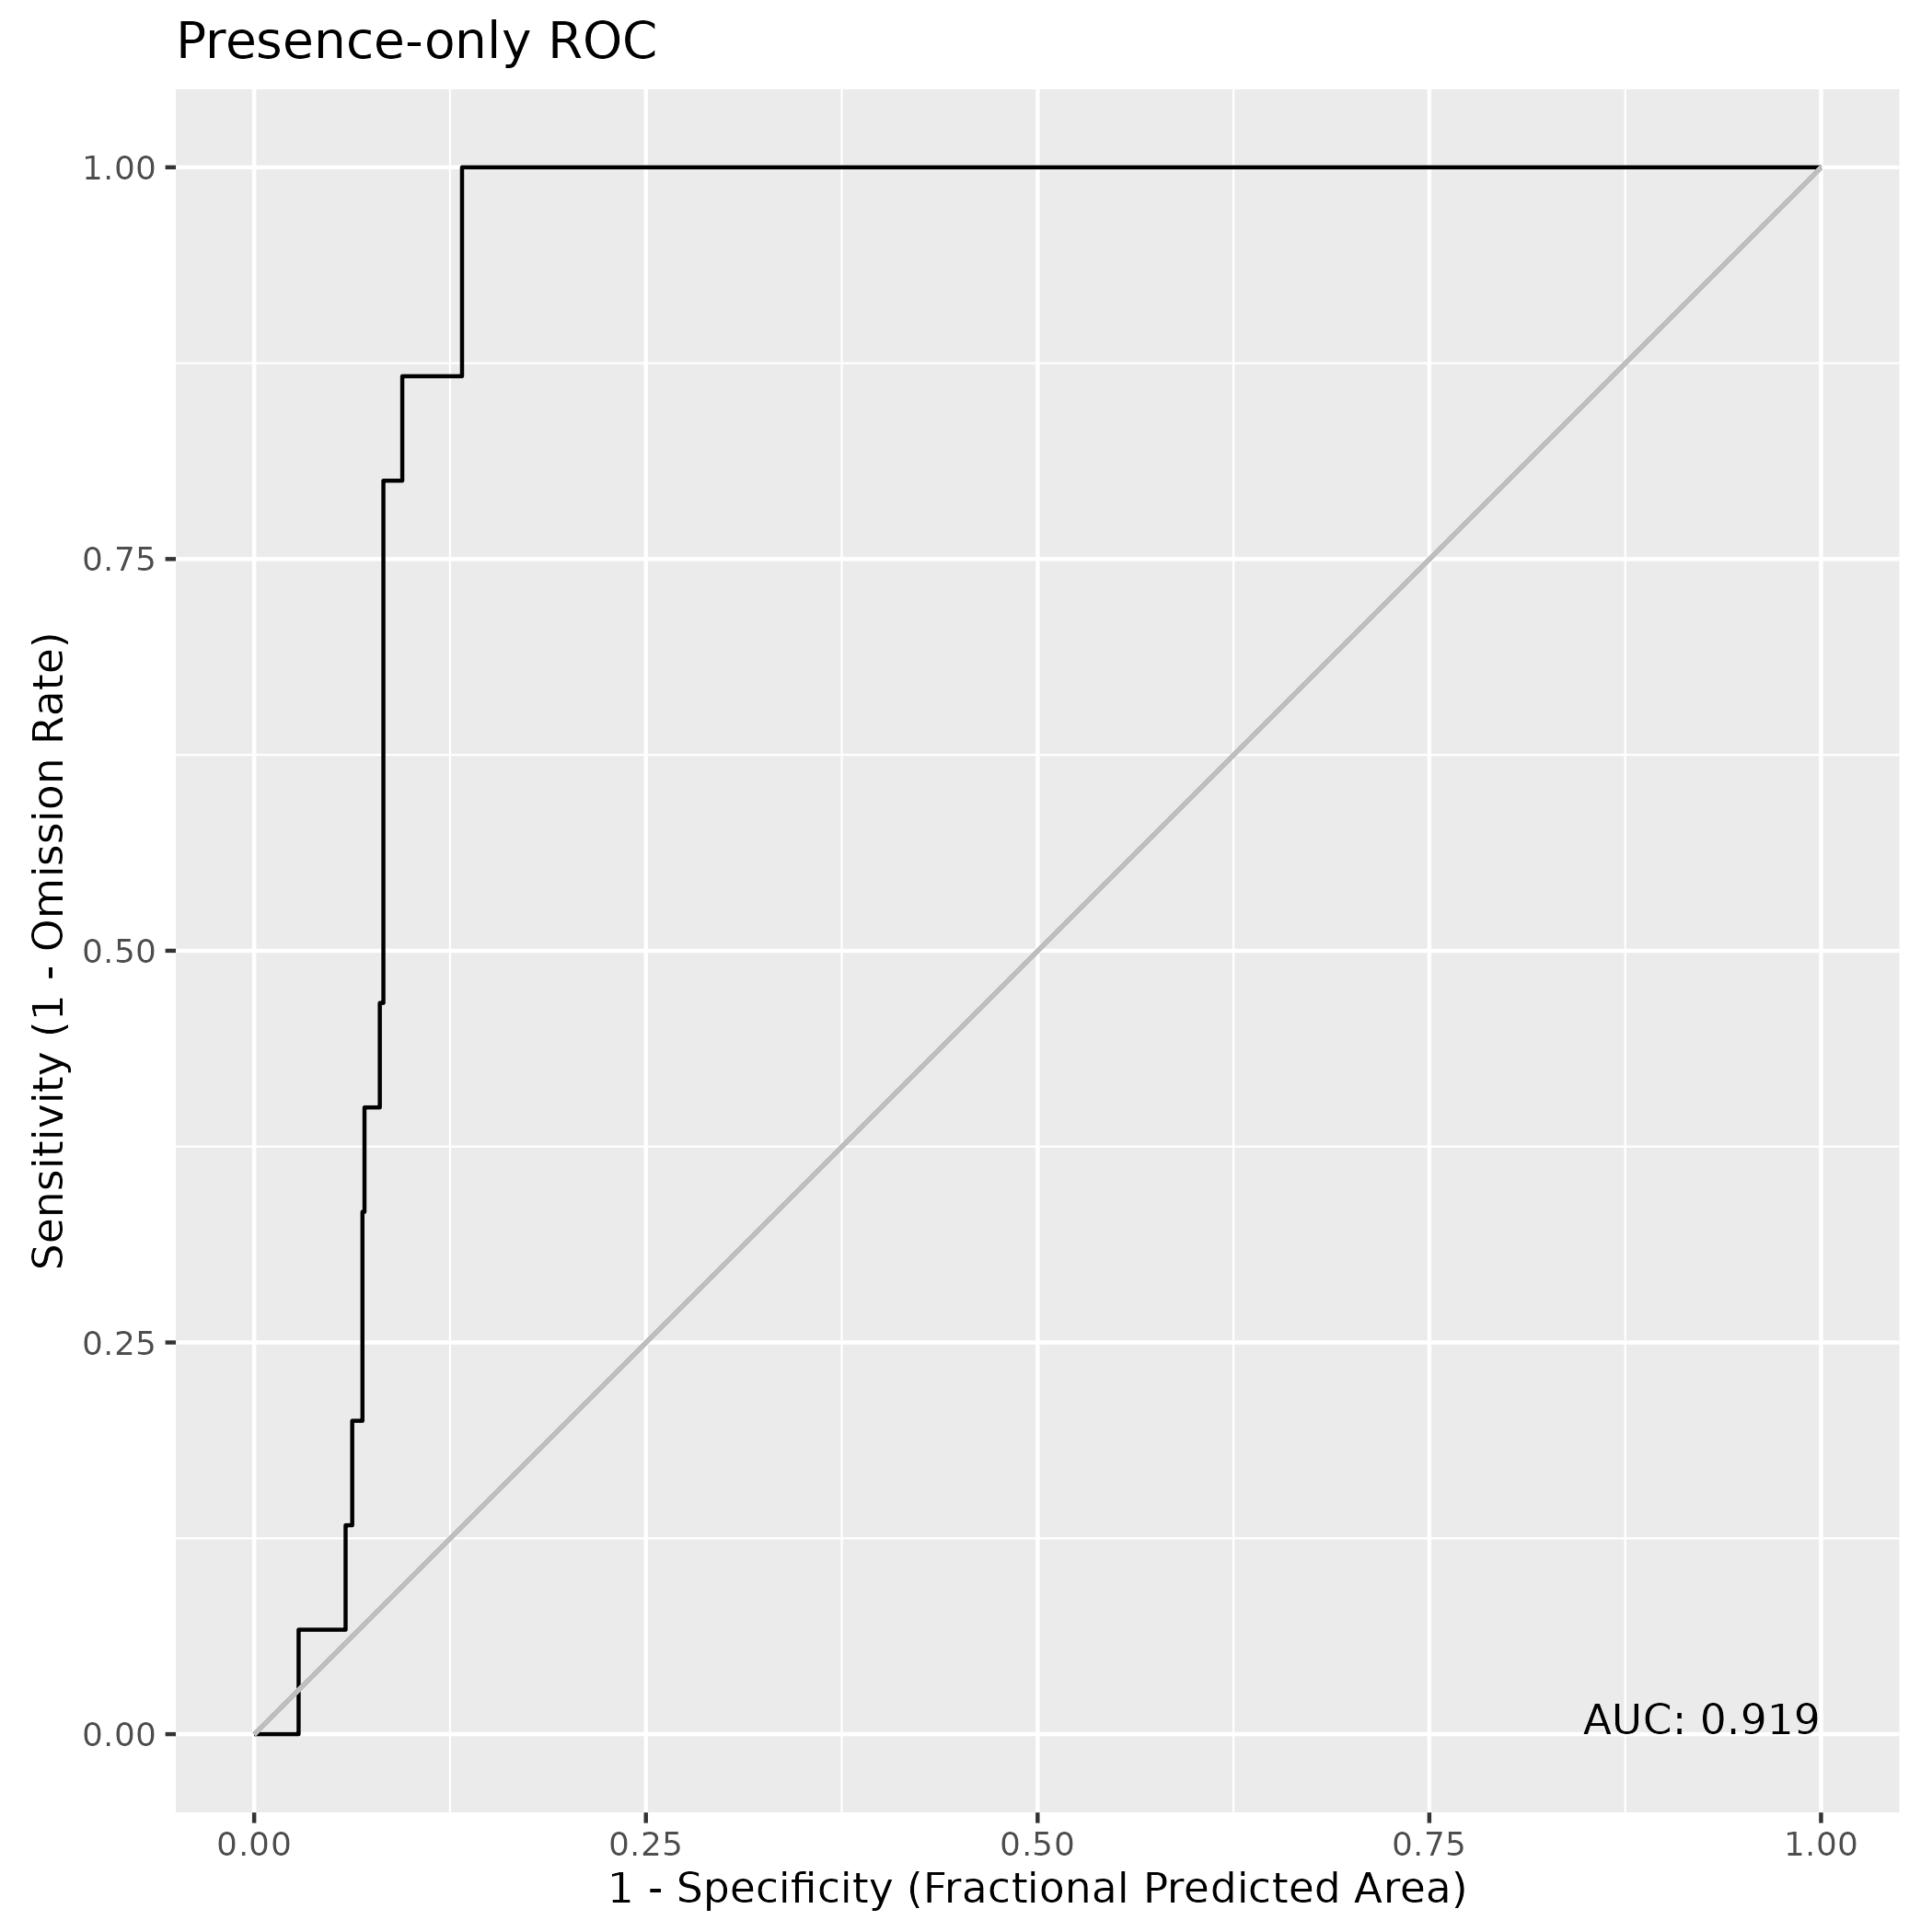 Presence-only ROC
1.00
0.75
0.50
0.25
0.00
Sensitivity (1 - Omission Rate)
AUC: 0.919
0.00 0.25 0.50 0.75 1.00
1 - Specificity (Fractional Predicted Area)